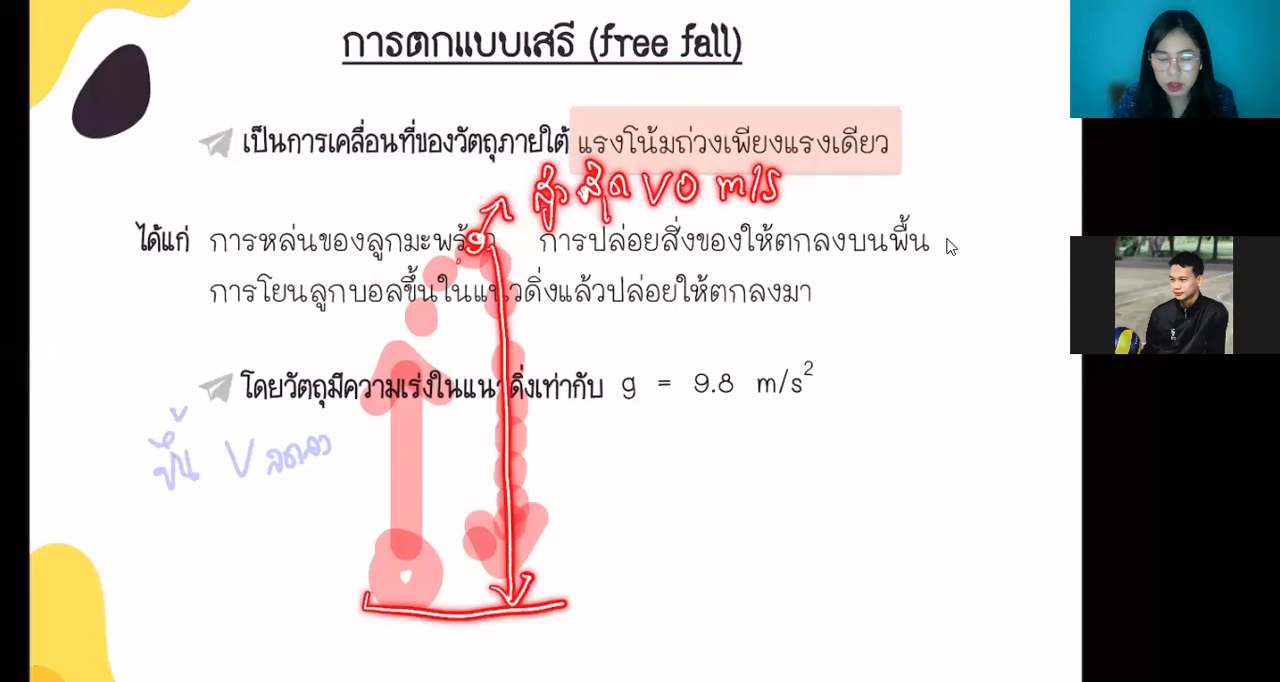 การตกแบบเสรี (free fall)
เป็นการเคลื่อนที่ของวัตถุภายใต้ แรงโน้มถ่วงเพียงแรงเดียว
สูงสุด V 0 m/s
ได้แก่ การหล่นของลูกมะพร้าว การปล่อยสิ่งของให้ตกลงบนพื้น
การโยนลูกบอลขึ้นในแนวดิ่งแล้วปล่อยให้ตกลงมา
โดยวัตถุมีความเร่งในแนวดิ่งเท่ากับ g = 9.8 m/s²
ขึ้น V ลดลง